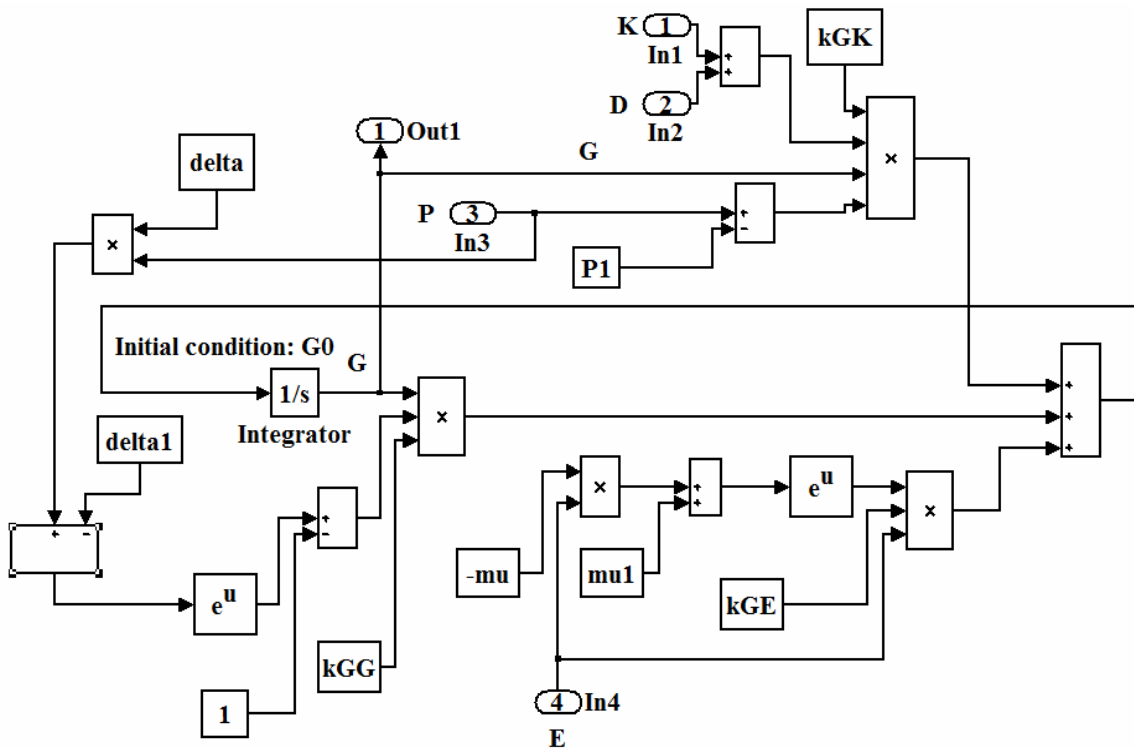 K 1 kGK
In1
D 2
In2
1 Out1
G
delta
×
P 3
In3
×
P1
Initial condition: G0
G
1/s
Integrator
×
delta1
×
e^u
×
-mu
mu1
e^u
kGE
kGG
1
4 In4
E